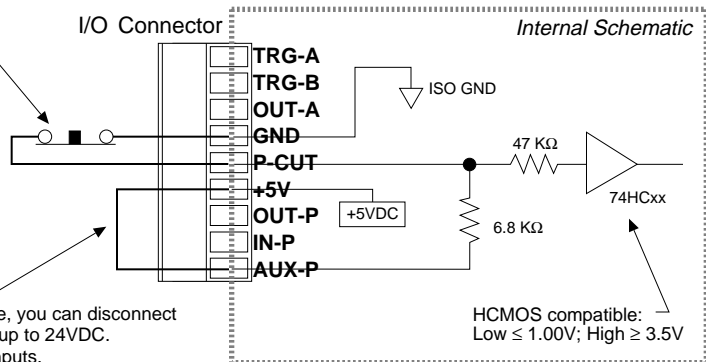 I/O Connector
Internal Schematic
TRG-A
TRG-B
OUT-A
GND
P-CUT
+5V
OUT-P
IN-P
AUX-P
ISO GND
+5VDC
47 KΩ
6.8 KΩ
74HCxx
HCMOS compatible:
Low ≤ 1.00V; High ≥ 3.5V
e, you can disconnect
up to 24VDC.